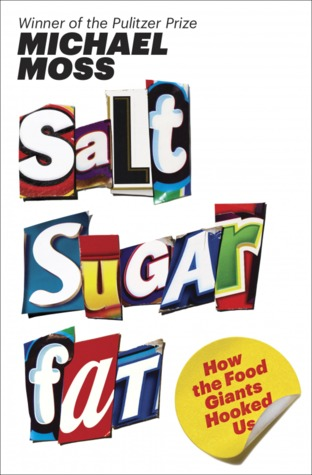 Winner of the Pulitzer Prize
MICHAEL
MOSS
SaLt
SUGAr
faT
How
the Food
Giants
Hooked
Us